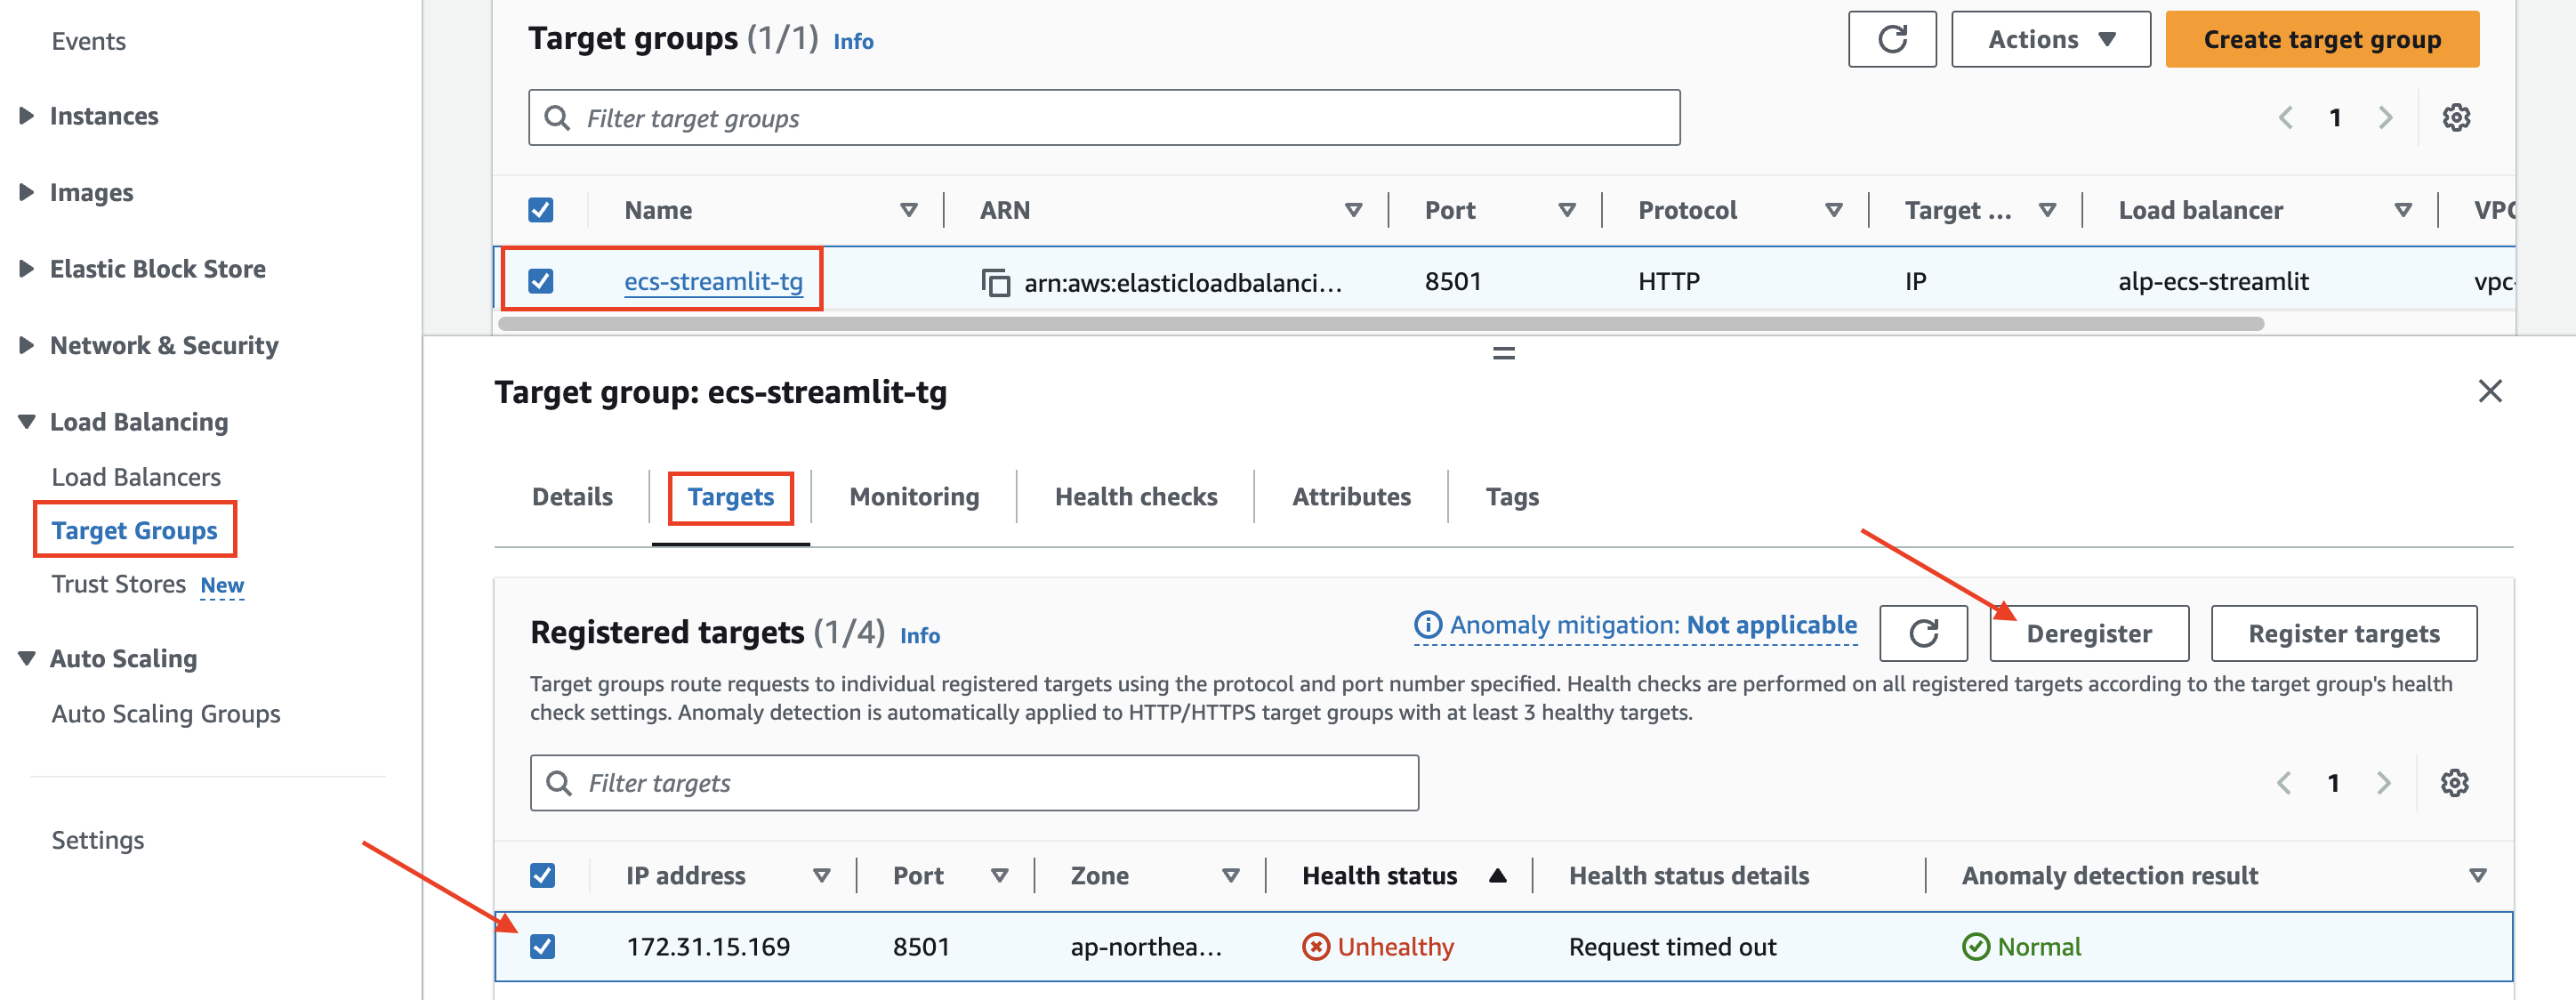 Events
Instances
Images
Elastic Block Store
Network & Security
Load Balancing
Load Balancers
Target Groups
Trust Stores New
Auto Scaling
Auto Scaling Groups
Settings
Target groups (1/1) Info
Actions
Create target group
Filter target groups
1
Name ARN Port Protocol Target ... Load balancer VPC
ecs-streamlit-tg arn:aws:elasticloadbalanci... 8501 HTTP IP alp-ecs-streamlit vpc-
Target group: ecs-streamlit-tg
Details Targets Monitoring Health checks Attributes Tags
Registered targets (1/4) Info
Anomaly mitigation: Not applicable
Deregister
Register targets
Target groups route requests to individual registered targets using the protocol and port number specified. Health checks are performed on all registered targets according to the target group's health
check settings. Anomaly detection is automatically applied to HTTP/HTTPS target groups with at least 3 healthy targets.
Filter targets
1
IP address Port Zone Health status Health status details Anomaly detection result
172.31.15.169 8501 ap-northea... Unhealthy Request timed out Normal